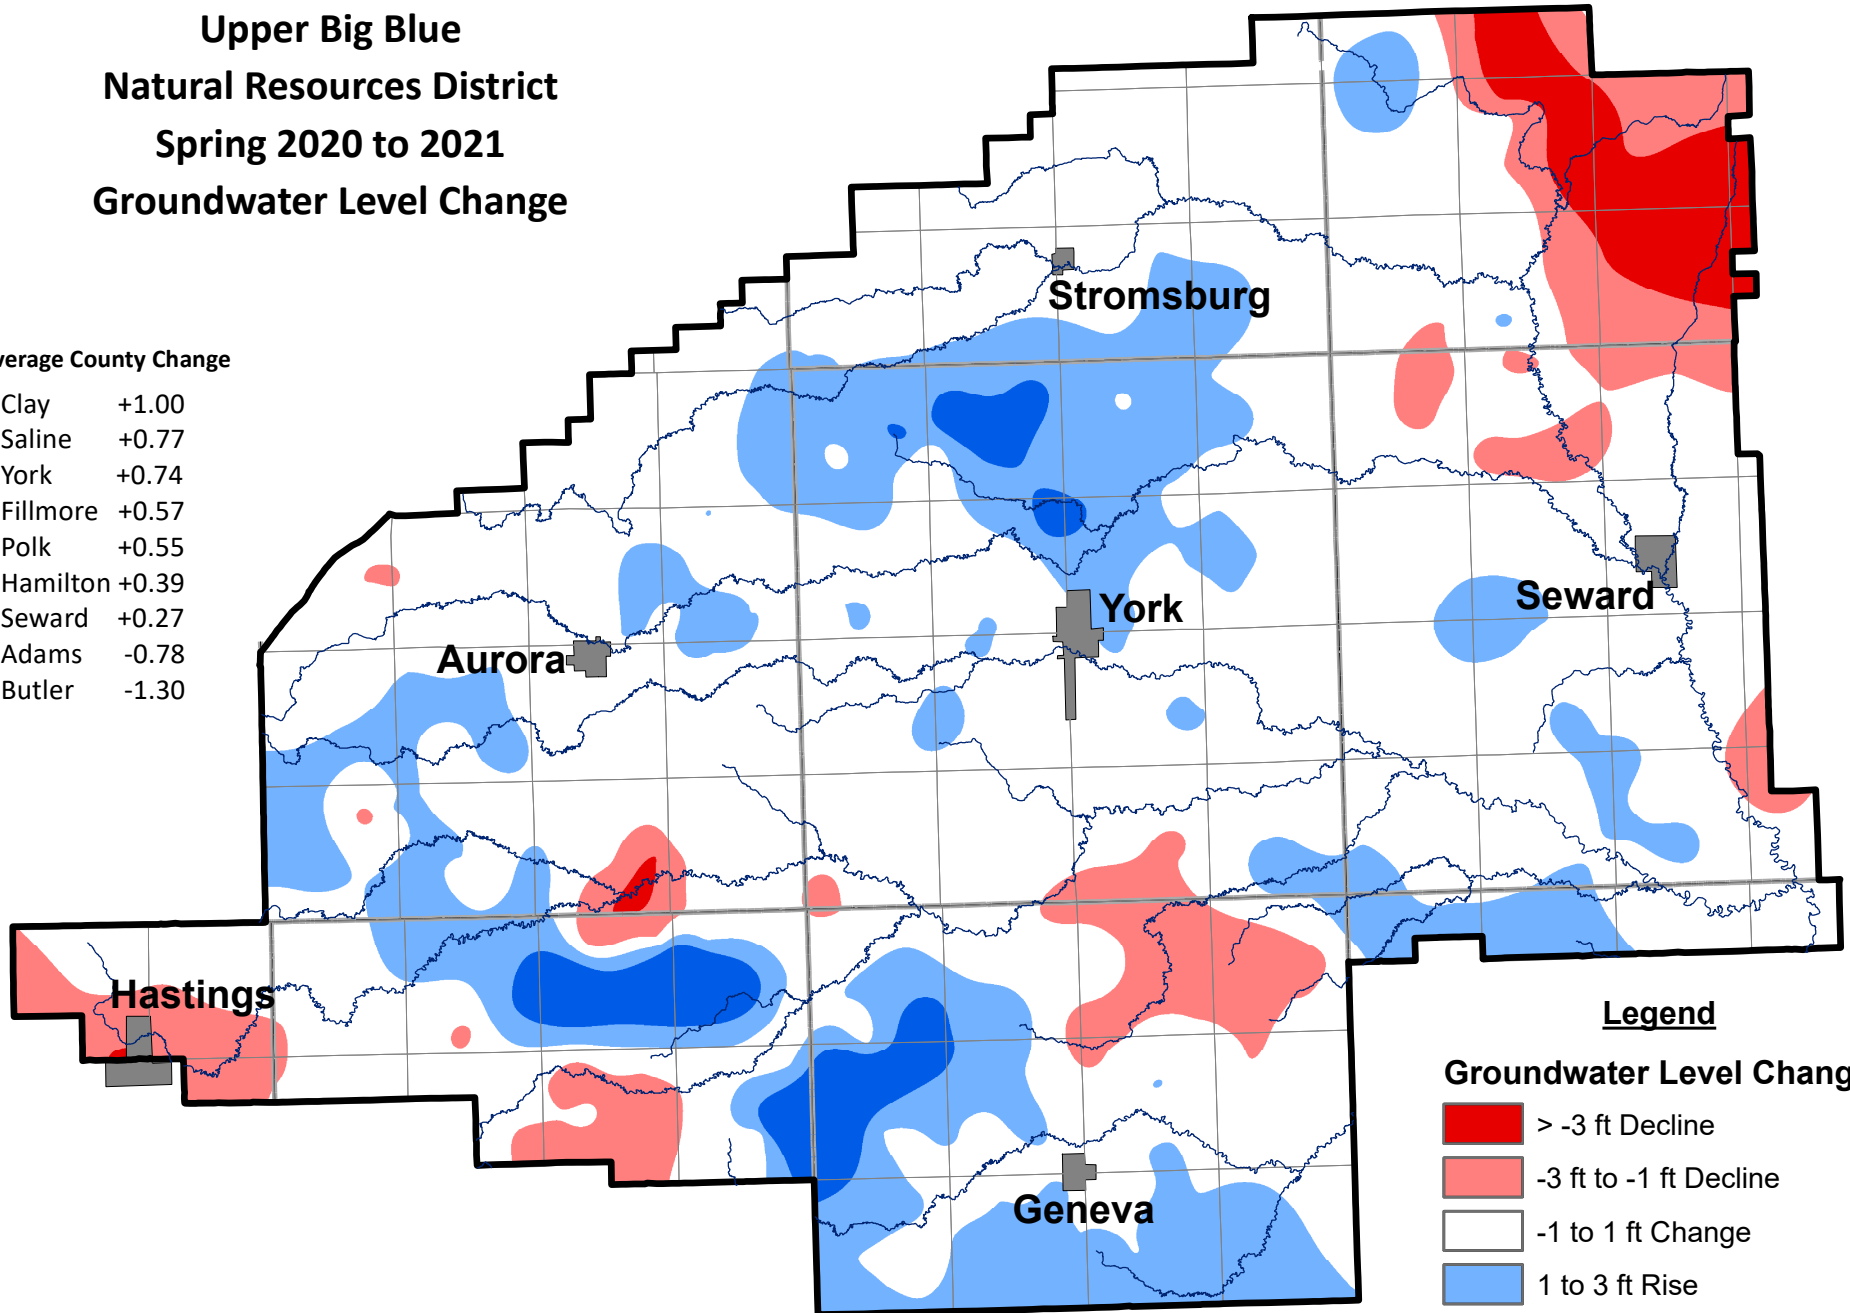 Upper Big Blue
Natural Resources District
Spring 2020 to 2021
Groundwater Level Change
verage County Change
Clay +1.00
Saline +0.77
York +0.74
Fillmore +0.57
Polk +0.55
Hamilton +0.39
Seward +0.27
Adams -0.78
Butler -1.30
Stromsburg
York
Seward
Aurora
Hastings
Geneva
Legend
Groundwater Level Chang
> -3 ft Decline
-3 ft to -1 ft Decline
-1 to 1 ft Change
1 to 3 ft Rise